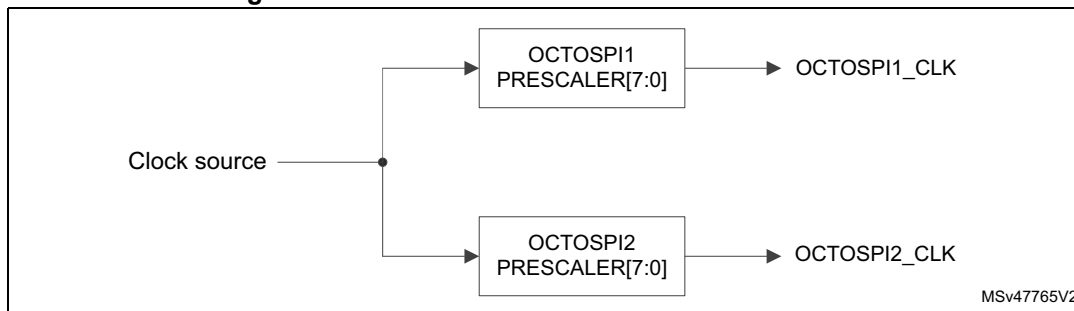 OCTOSPI1
PRESCALER[7:0]
OCTOSPI1_CLK
Clock source
OCTOSPI2
PRESCALER[7:0]
OCTOSPI2_CLK
MSv47765V2